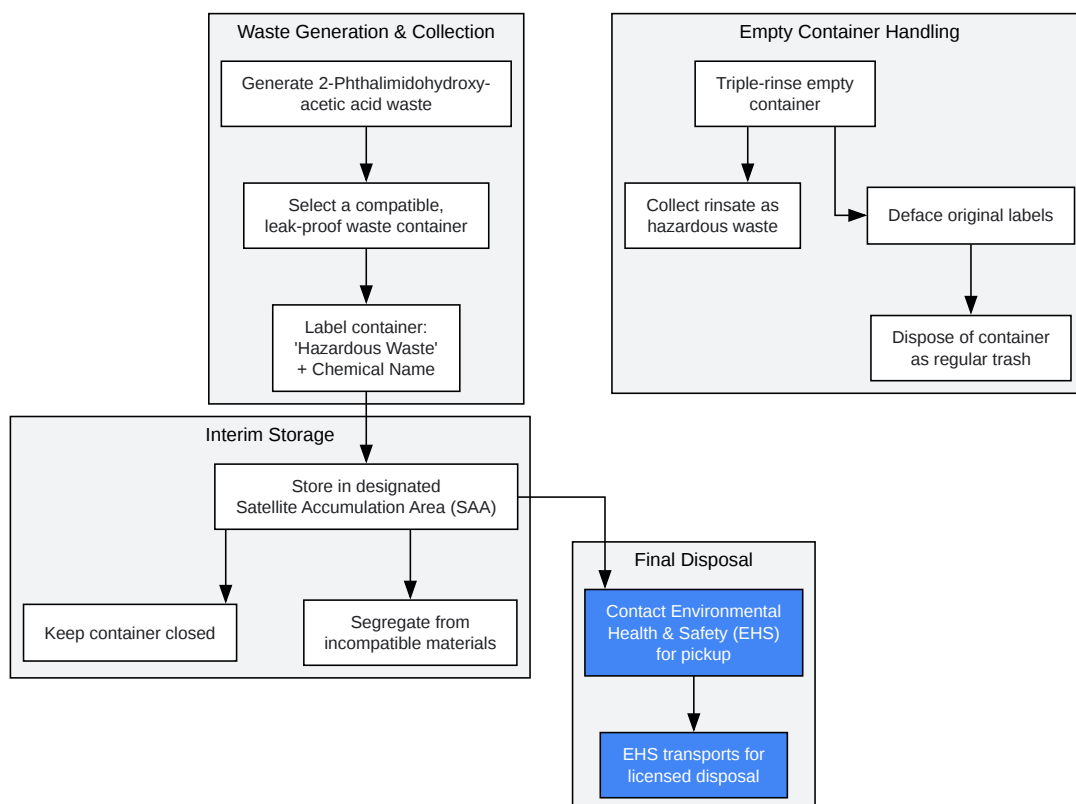 Waste Generation & Collection
Generate 2-Phthalimidohydroxy-
acetic acid waste
Select a compatible,
leak-proof waste container
Label container:
'Hazardous Waste'
+ Chemical Name
Empty Container Handling
Triple-rinse empty
container
Collect rinsate as
hazardous waste
Deface original labels
Dispose of container
as regular trash
Interim Storage
Store in designated
Satellite Accumulation Area (SAA)
Keep container closed
Segregate from
incompatible materials
Final Disposal
Contact Environmental
Health & Safety (EHS)
for pickup
EHS transports for
licensed disposal